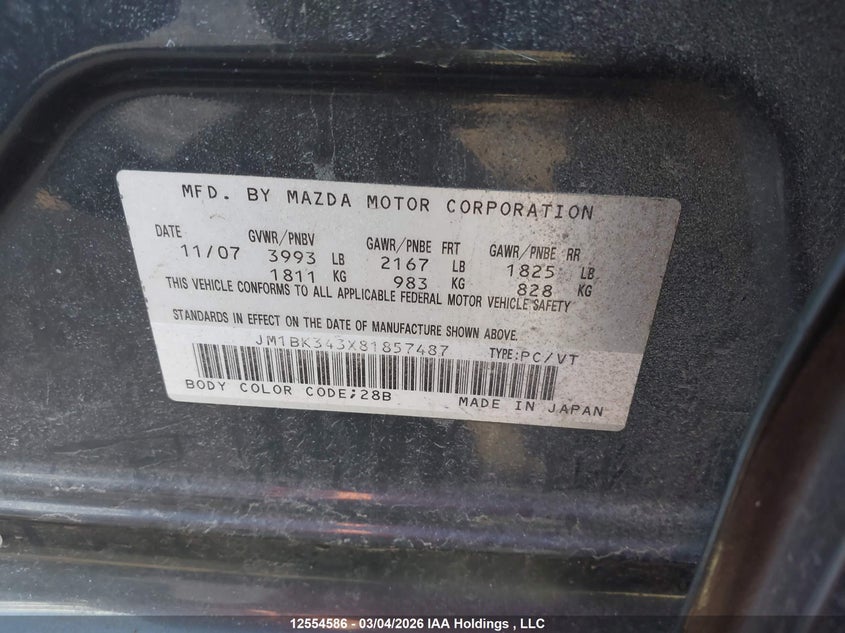 MFD. BY MAZDA MOTOR CORPORATION
DATE GVWR/PNBV GAWR/PNBE FRT GAWR/PNBE RR
11/07 3993 LB 2167 LB 1825 LB
1811 KG 983 KG 828 KG
THIS VEHICLE CONFORMS TO ALL APPLICABLE FEDERAL MOTOR VEHICLE SAFETY
STANDARDS IN EFFECT ON THE DATE OF MANUFACTURE SHOWN ABOVE.
JM1BK343X81857487 TYPE:PC/VT
BODY COLOR CODE;28B MADE IN JAPAN
12554586 - 03/04/2026 IAA Holdings , LLC